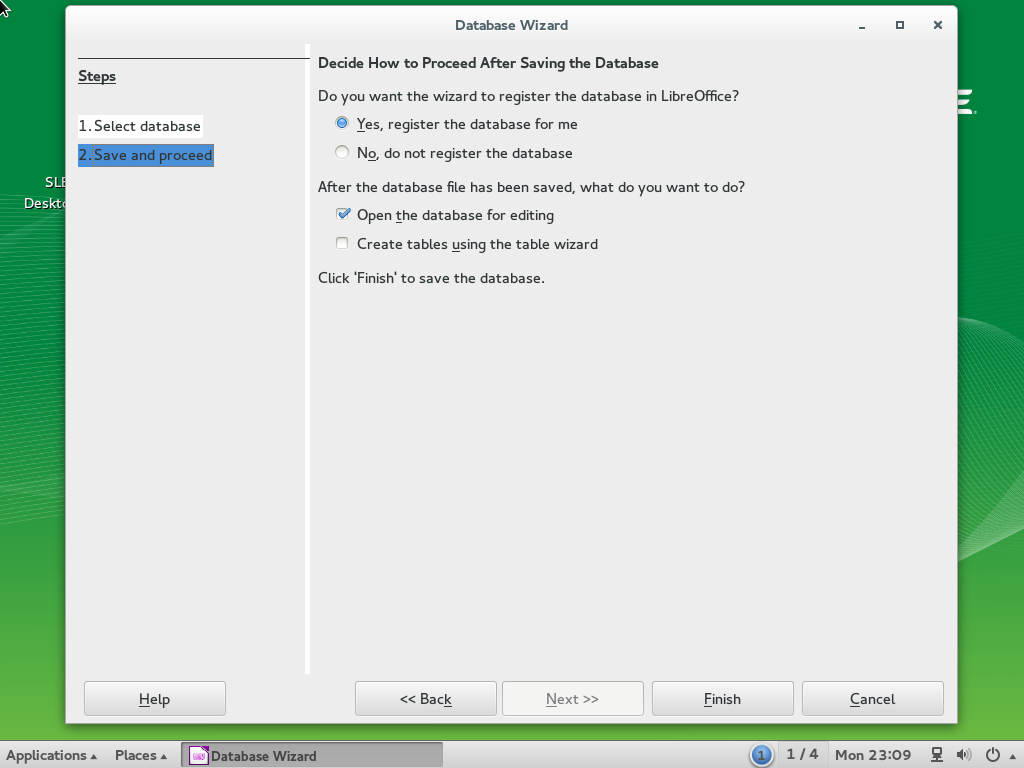 Database Wizard
Steps
1.Select database
2.Save and proceed
Decide How to Proceed After Saving the Database
Do you want the wizard to register the database in LibreOffice?
Yes, register the database for me
No, do not register the database
After the database file has been saved, what do you want to do?
Open the database for editing
Create tables using the table wizard
Click 'Finish' to save the database.
Help
<< Back
Next >>
Finish
Cancel
Applications
Places
Database Wizard
1
1 / 4
Mon 23:09